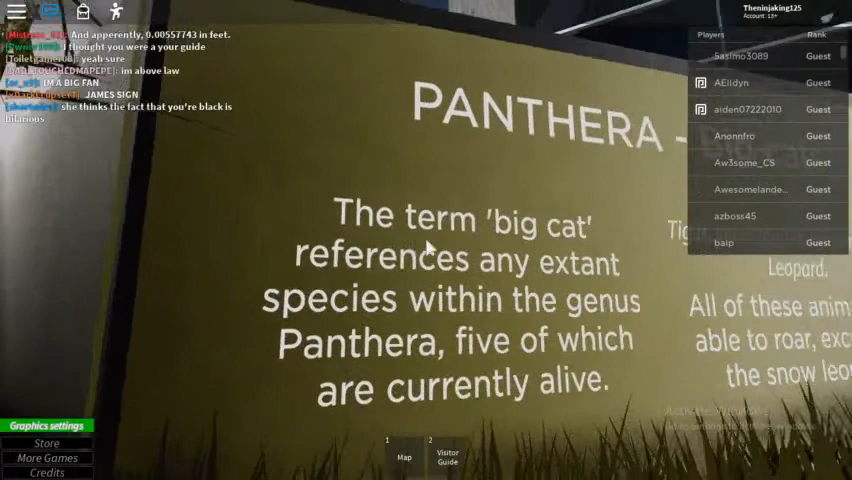 Theninjaking125
Account: 13+
And apperently, 0.00557743 in feet.
I thought you were a your guide
yeah sure
im above law
IM A BIG FAN
JAMES SIGN
she thinks the fact that you're black is
hilarious
Players Rank
5asimo3089 Guest
AElidyn Guest
aiden07222010 Guest
Anonnfro Guest
Aw3some_C5 Guest
Awesomelande... Guest
azboss45 Guest
baip Guest
PANTHERA -
The term 'big cat'
references any extant
species within the genus
Panthera, five of which
are currently alive.
Leopard.
All of these anim
able to roar, exc
the snow leo
Graphics settings
Store
More Games
Credits
1
Map
2
Visitor
Guide